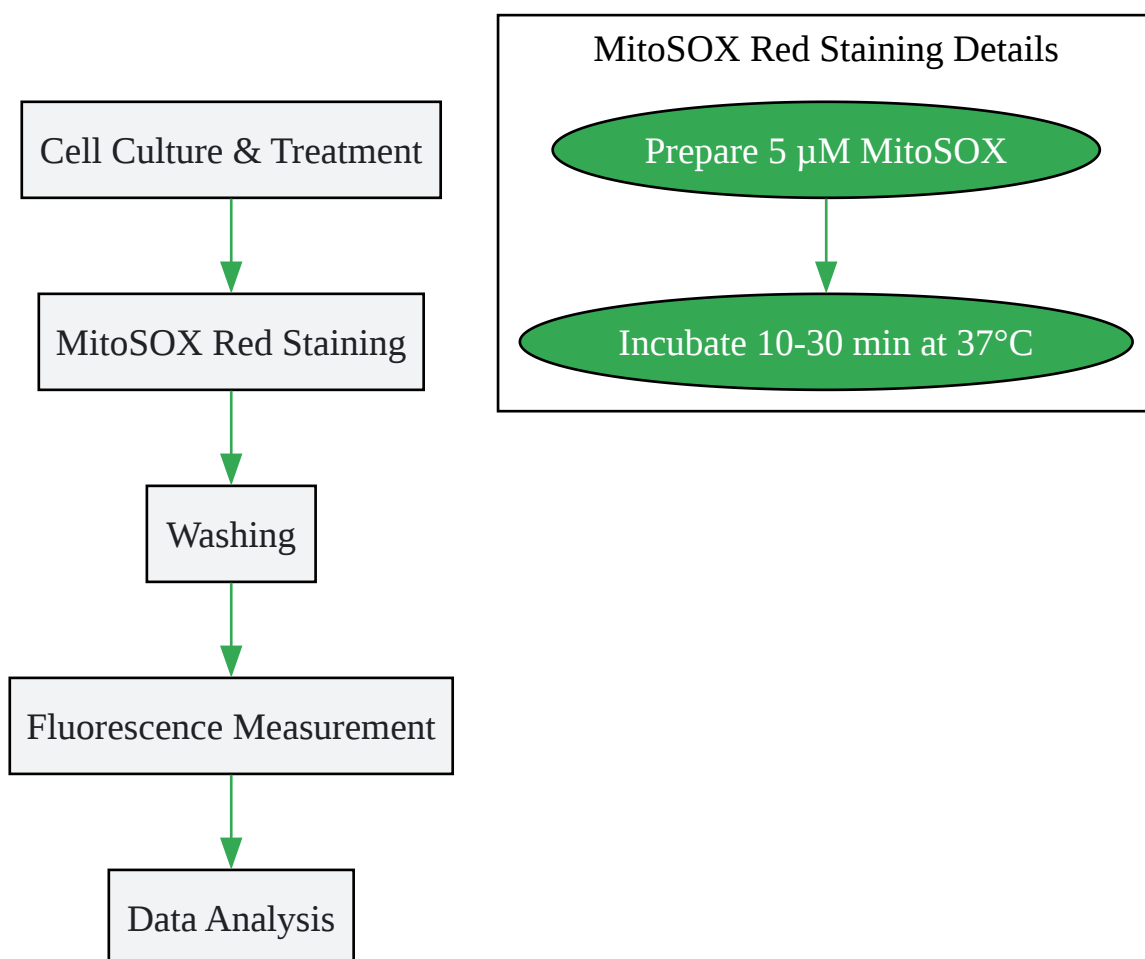 MitoSOX Red Staining Details
Cell Culture & Treatment
Prepare 5 µM MitoSOX
MitoSOX Red Staining
Incubate 10-30 min at 37°C
Washing
Fluorescence Measurement
Data Analysis